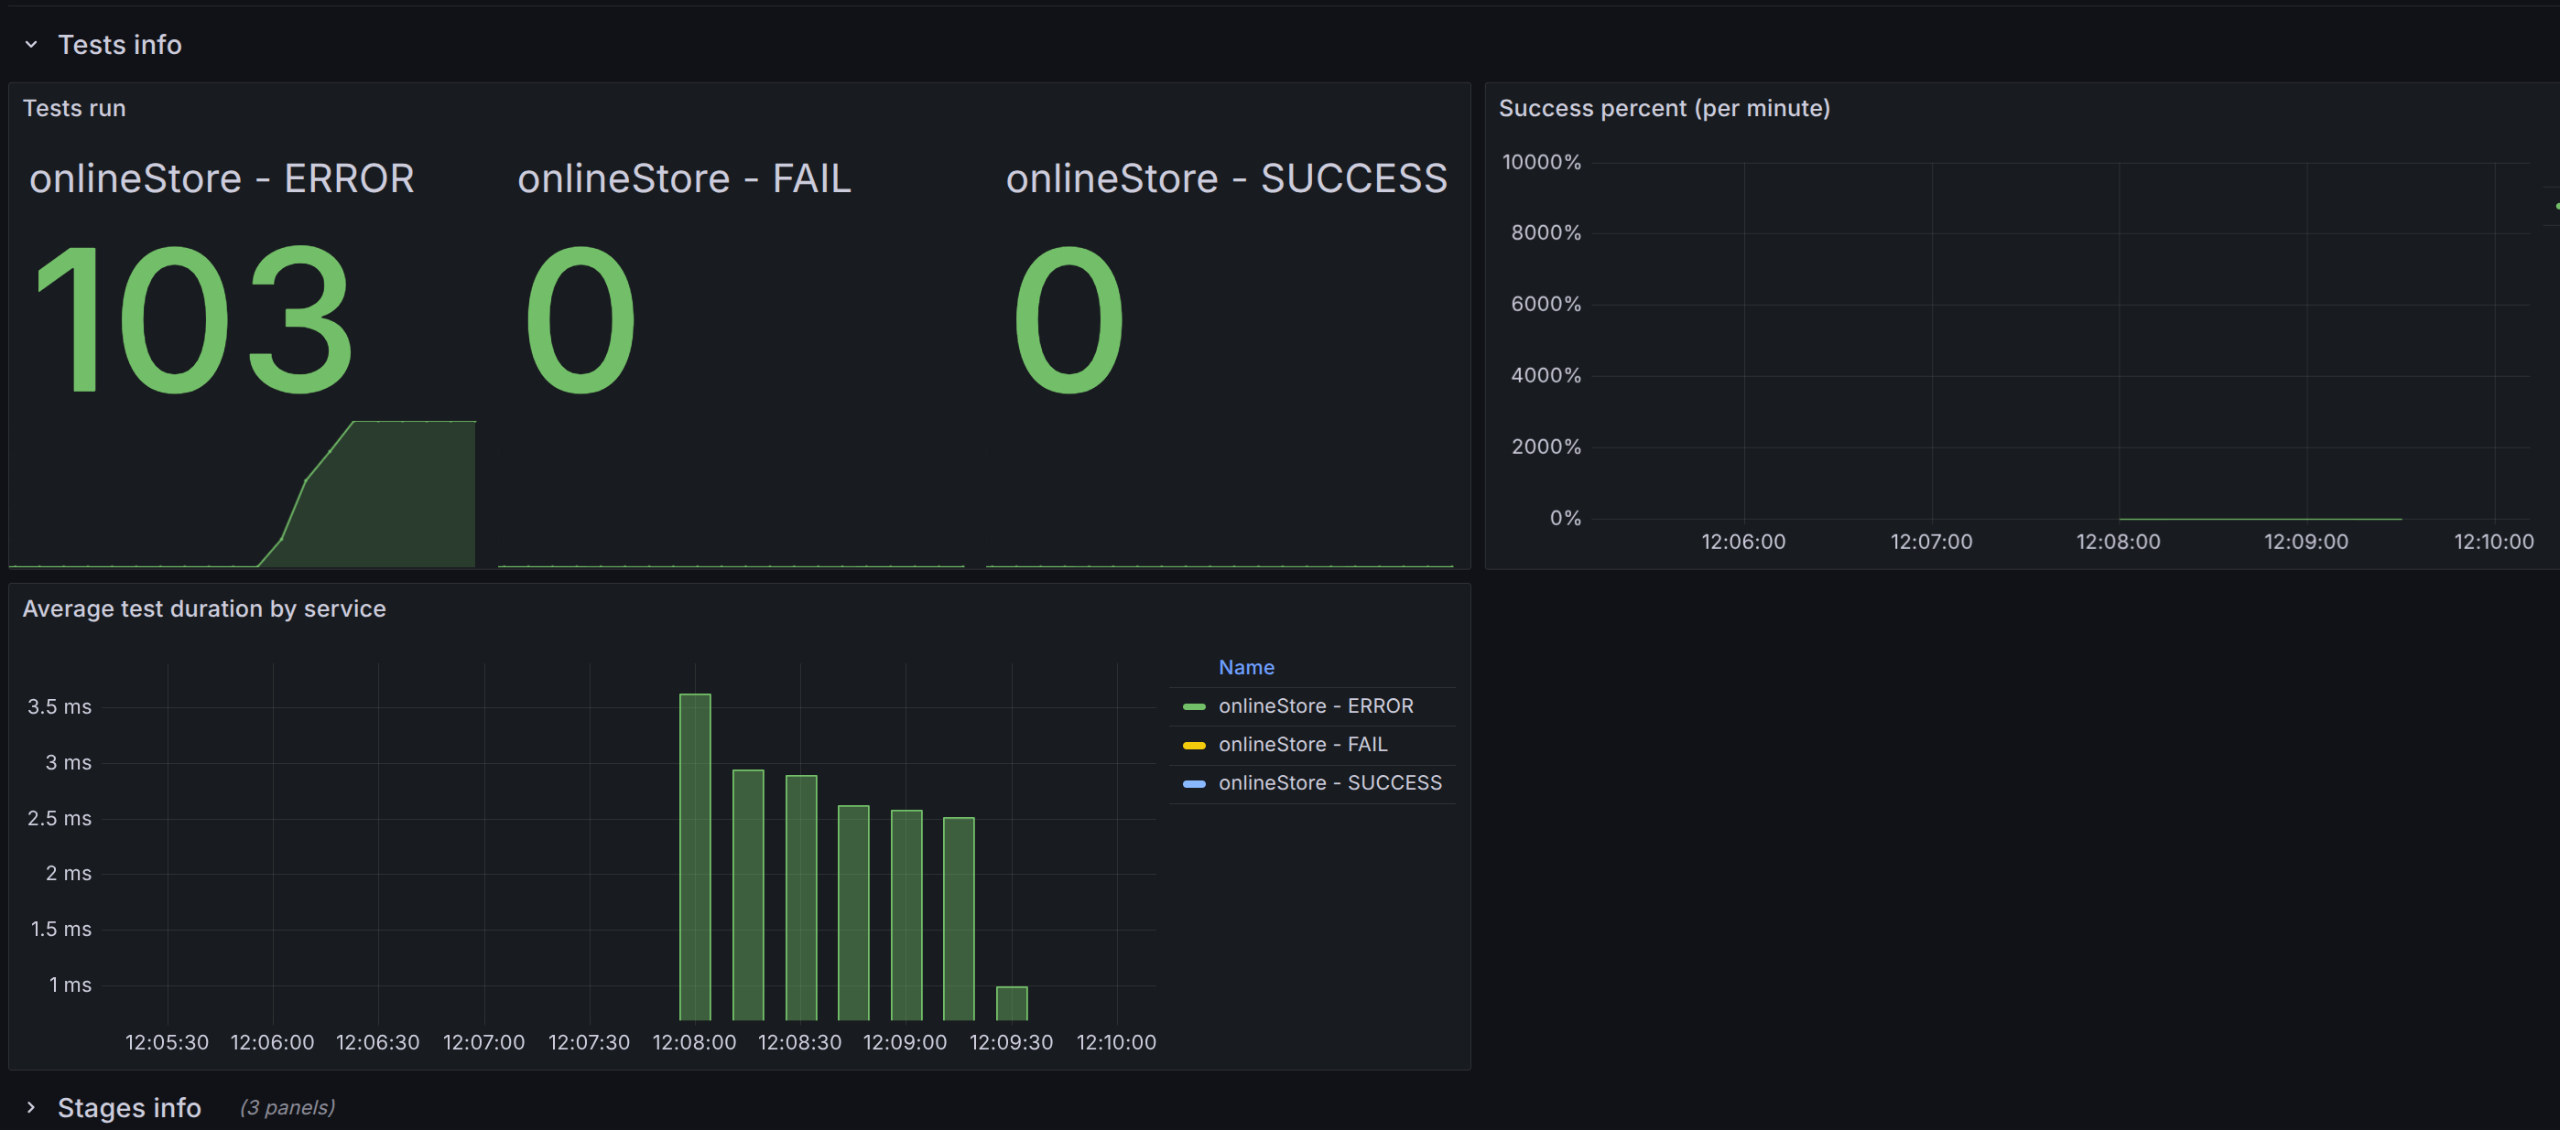 Tests info
Tests run
onlineStore - ERROR
onlineStore - FAIL
onlineStore - SUCCESS
103
0
0
Success percent (per minute)
10000%
8000%
6000%
4000%
2000%
0%
12:06:00 12:07:00 12:08:00 12:09:00 12:10:00
Average test duration by service
3.5 ms
3 ms
2.5 ms
2 ms
1.5 ms
1 ms
12:05:30 12:06:00 12:06:30 12:07:00 12:07:30 12:08:00 12:08:30 12:09:00 12:09:30 12:10:00
Name
onlineStore - ERROR
onlineStore - FAIL
onlineStore - SUCCESS
Stages info (3 panels)